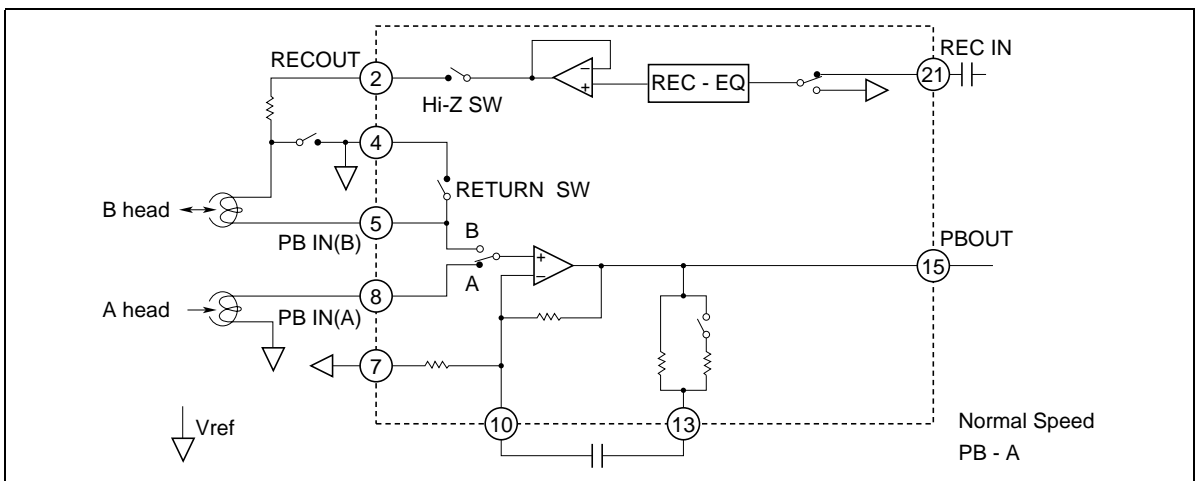 RECOUT
REC IN
2
Hi-Z SW
−
+
REC - EQ
21
4
RETURN SW
B head
5
PB IN(B)
B
A
+
−
PBOUT
15
A head
8
PB IN(A)
7
10
13
Vref
Normal Speed
PB - A